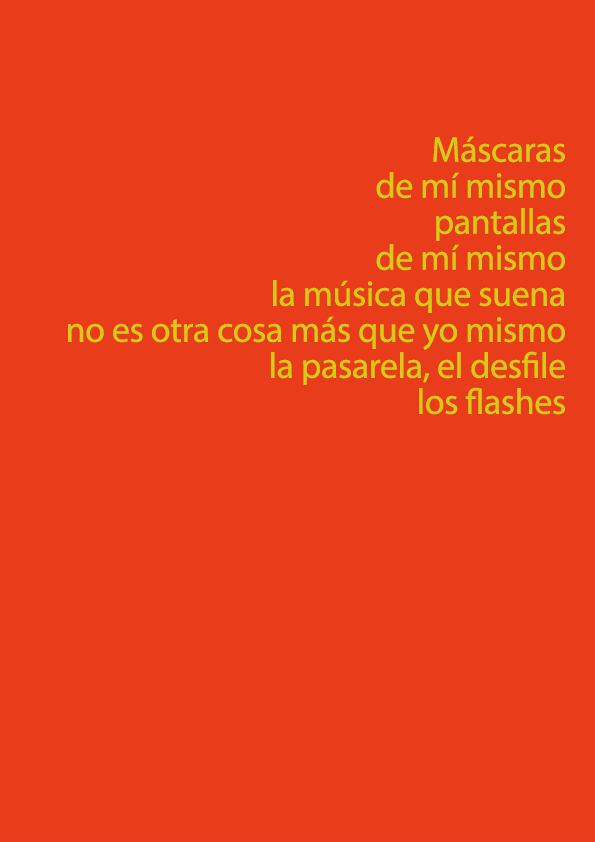 Máscaras
de mí mismo
pantallas
de mí mismo
la música que suena
no es otra cosa más que yo mismo
la pasarela, el desfile
los flashes